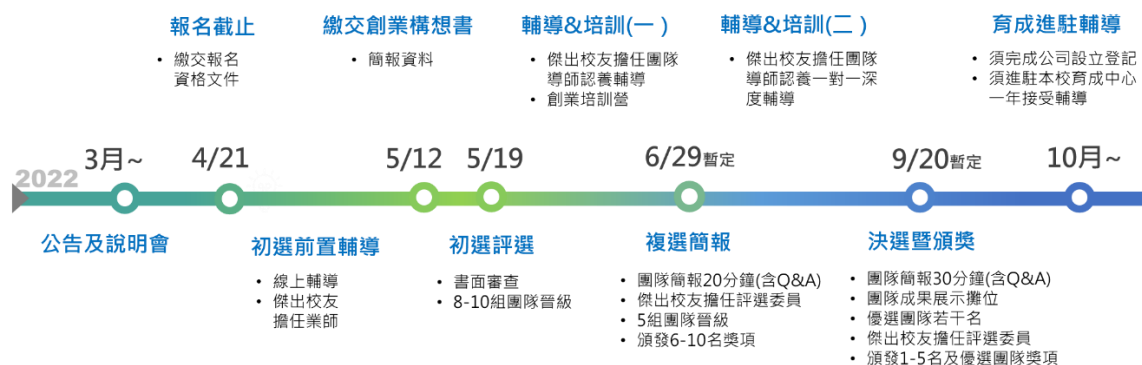 報名截止
• 繳交報名
資格文件
繳交創業構想書
• 簡報資料
輔導&培訓(一)
• 傑出校友擔任團隊
導師認養輔導
• 創業培訓營
輔導&培訓(二)
• 傑出校友擔任團隊
導師認養一對一深
度輔導
育成進駐輔導
• 須完成公司設立登記
• 須進駐本校育成中心
一年接受輔導
2022
3月~
4/21
5/12
5/19
6/29暫定
9/20暫定
10月~
公告及說明會
初選前置輔導
• 線上輔導
• 傑出校友
擔任業師
初選評選
• 書面審查
• 8-10組團隊晉級
複選簡報
• 團隊簡報20分鐘(含Q&A)
• 傑出校友擔任評選委員
• 5組團隊晉級
• 頒發6-10名獎項
決選暨頒獎
• 團隊簡報30分鐘(含Q&A)
• 團隊成果展示攤位
• 優選團隊若干名
• 傑出校友擔任評選委員
• 頒發1-5名及優選團隊獎項